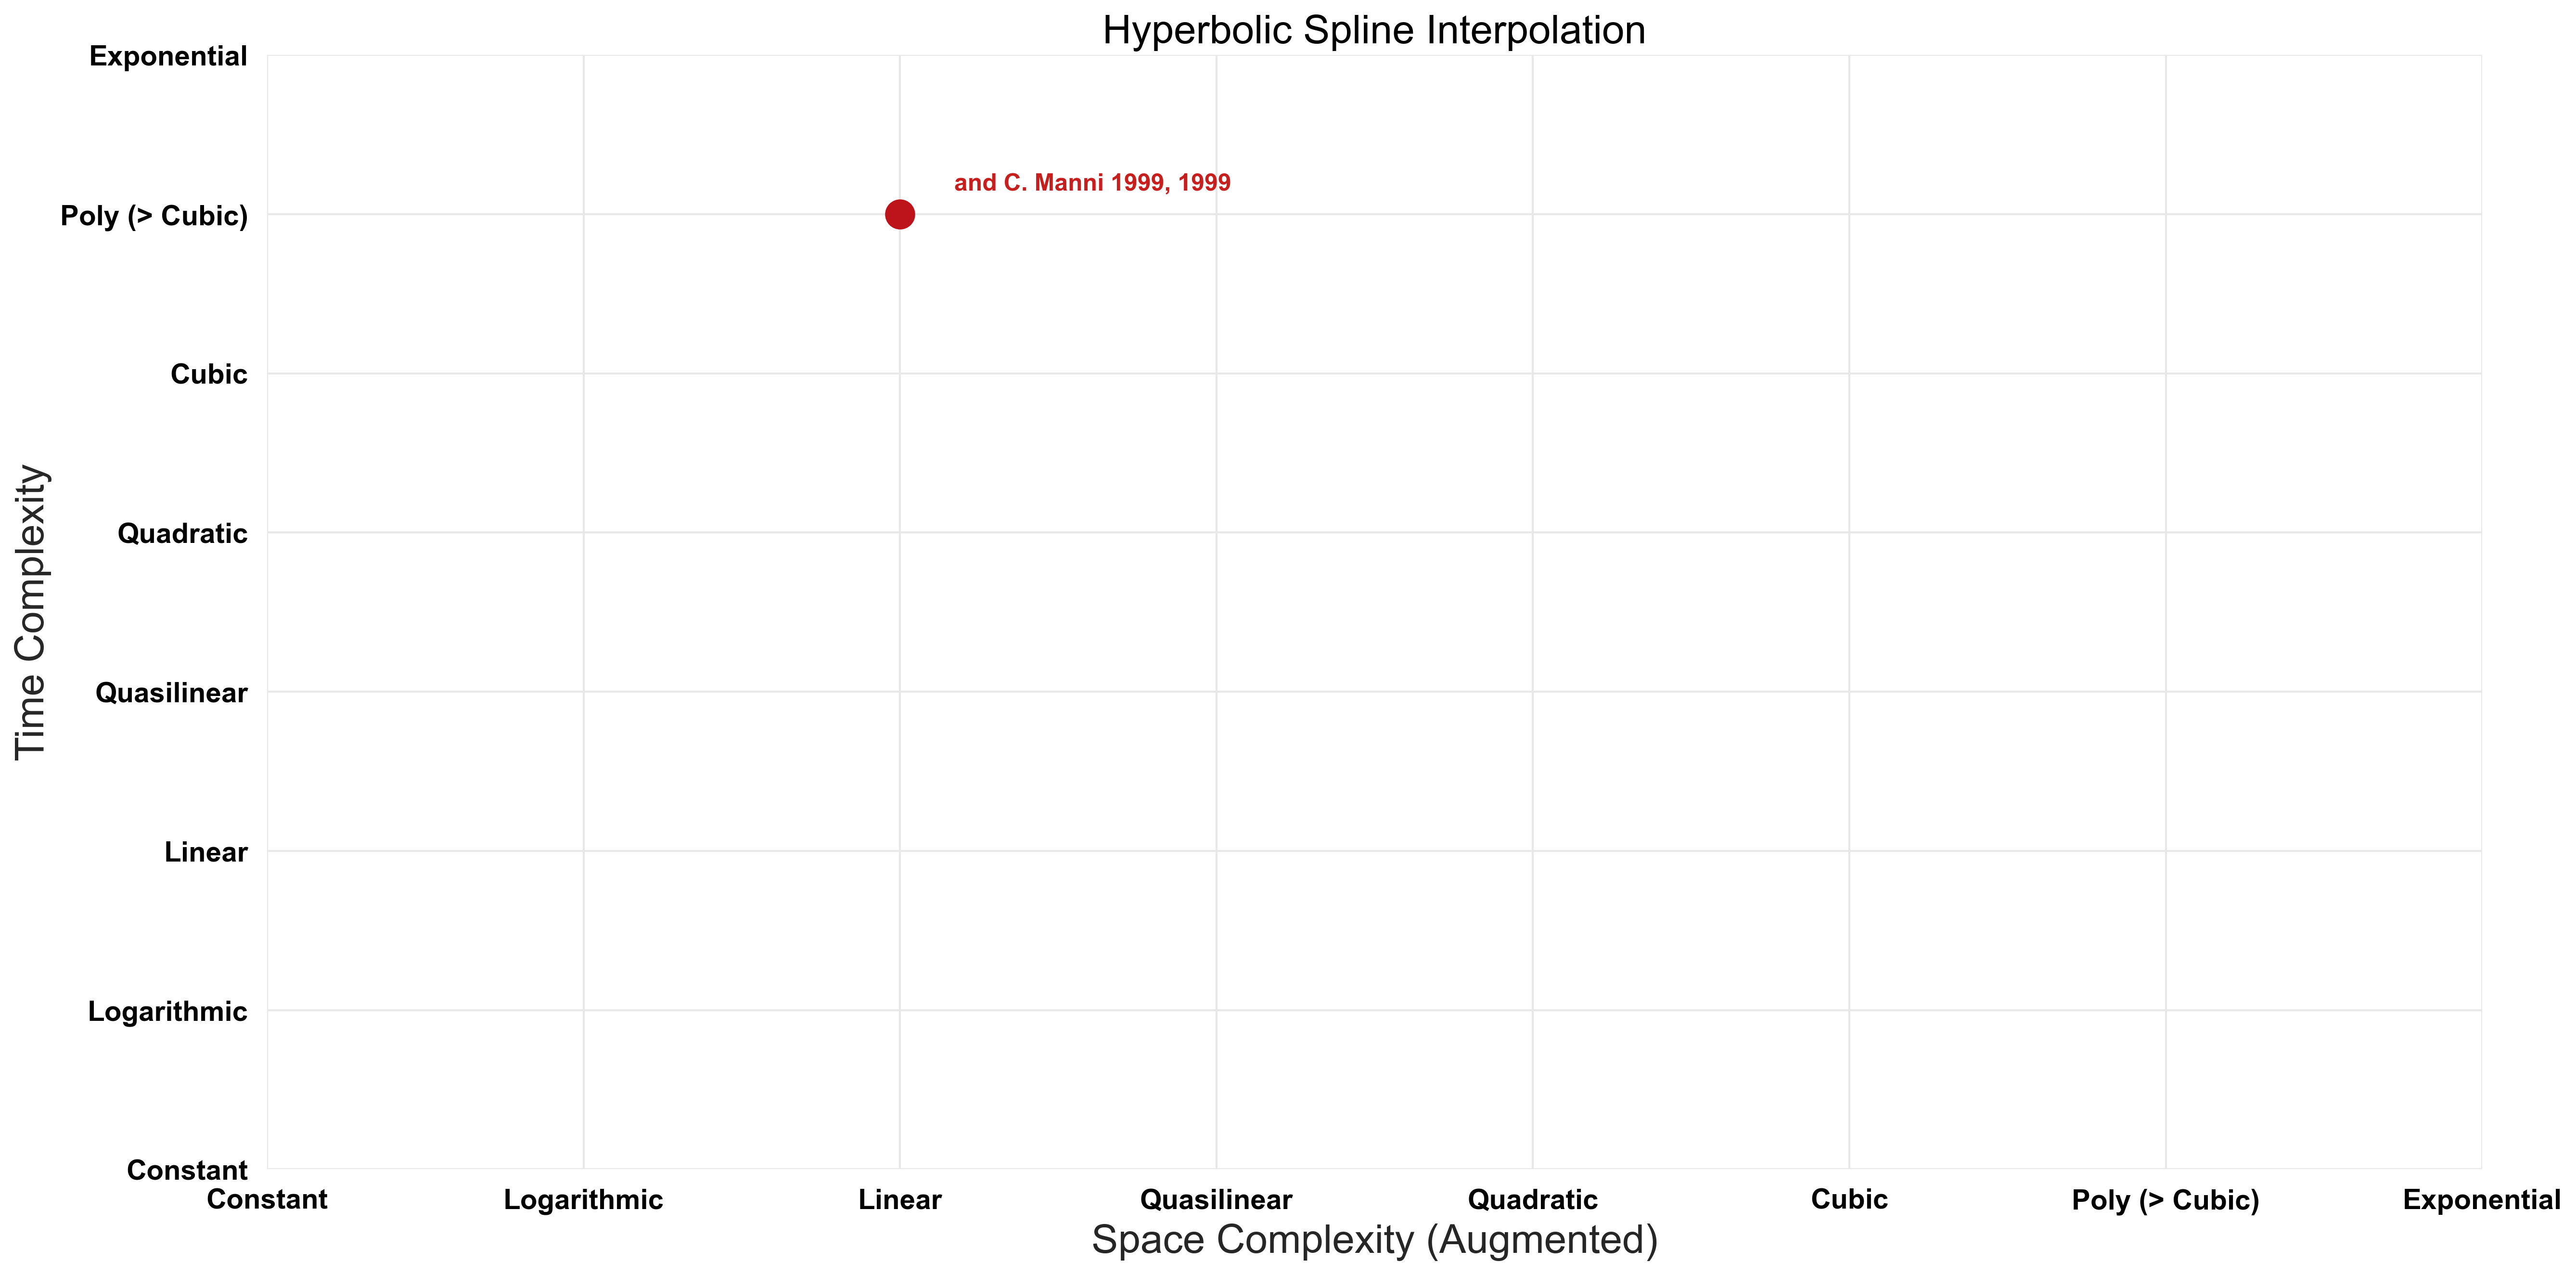 Hyperbolic Spline Interpolation
Exponential
and C. Manni 1999, 1999
Poly (> Cubic)
Cubic
Quadratic
Time Complexity
Quasilinear
Linear
Logarithmic
Constant
Constant Logarithmic Linear Quasilinear Quadratic Cubic Poly (> Cubic) Exponential
Space Complexity (Augmented)